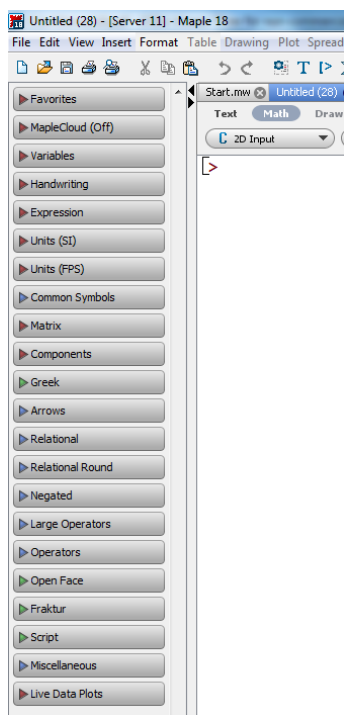 Untitled (28) - [Server 11] - Maple 18
File Edit View Insert Format Table Drawing Plot Spread
Start.mw Untitled (28)
Text Math Draw
C 2D Input
>
Favorites
MapleCloud (Off)
Variables
Handwriting
Expression
Units (SI)
Units (FPS)
Common Symbols
Matrix
Components
Greek
Arrows
Relational
Relational Round
Negated
Large Operators
Operators
Open Face
Fraktur
Script
Miscellaneous
Live Data Plots